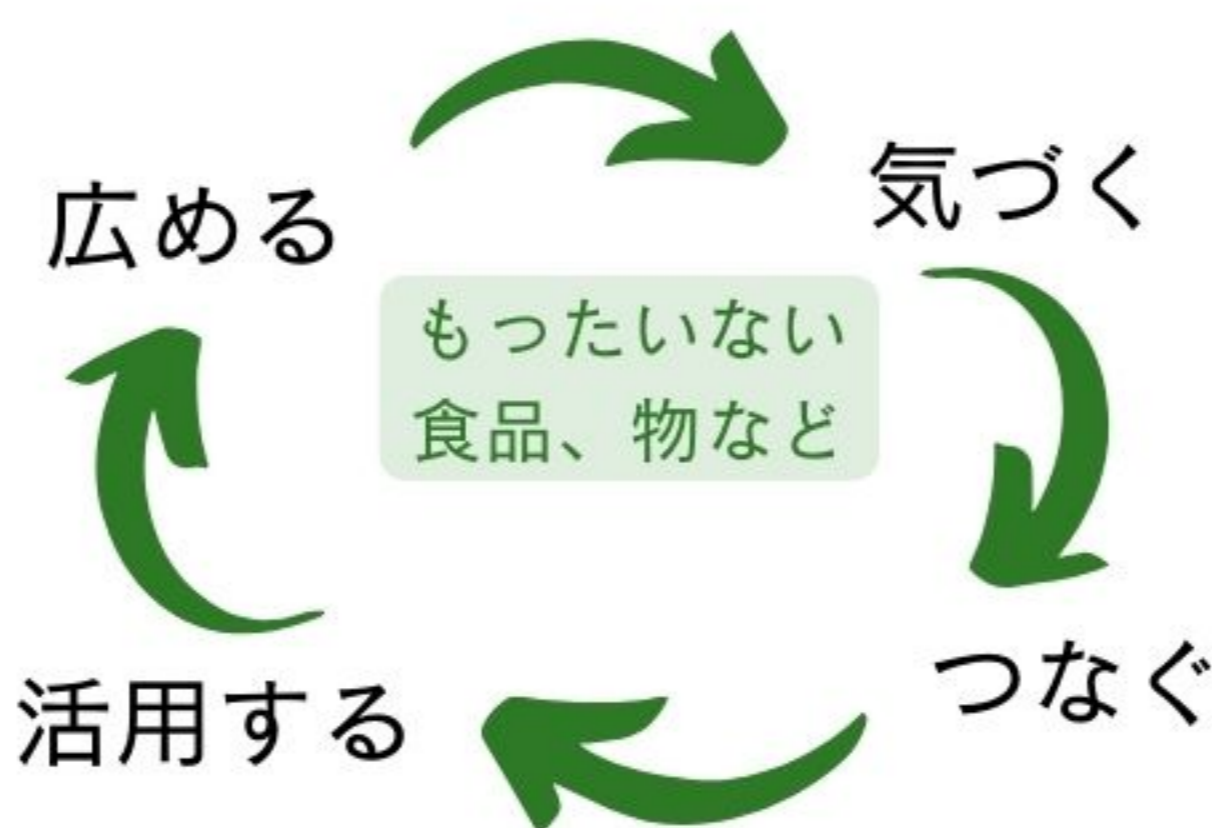 気づく
広める
もったいない
食品、物など
つなぐ
活用する